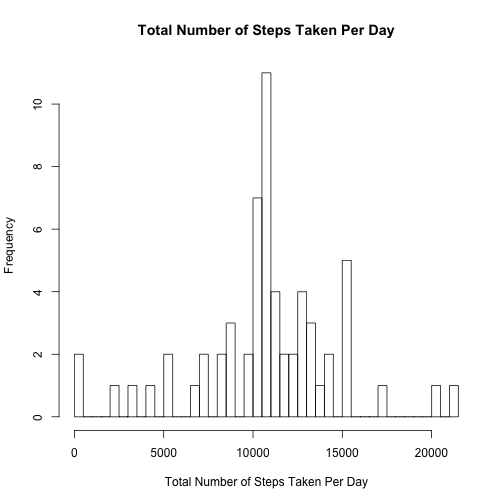 Total Number of Steps Taken Per Day
Frequency
10
8
6
4
2
0
0 5000 10000 15000 20000
Total Number of Steps Taken Per Day